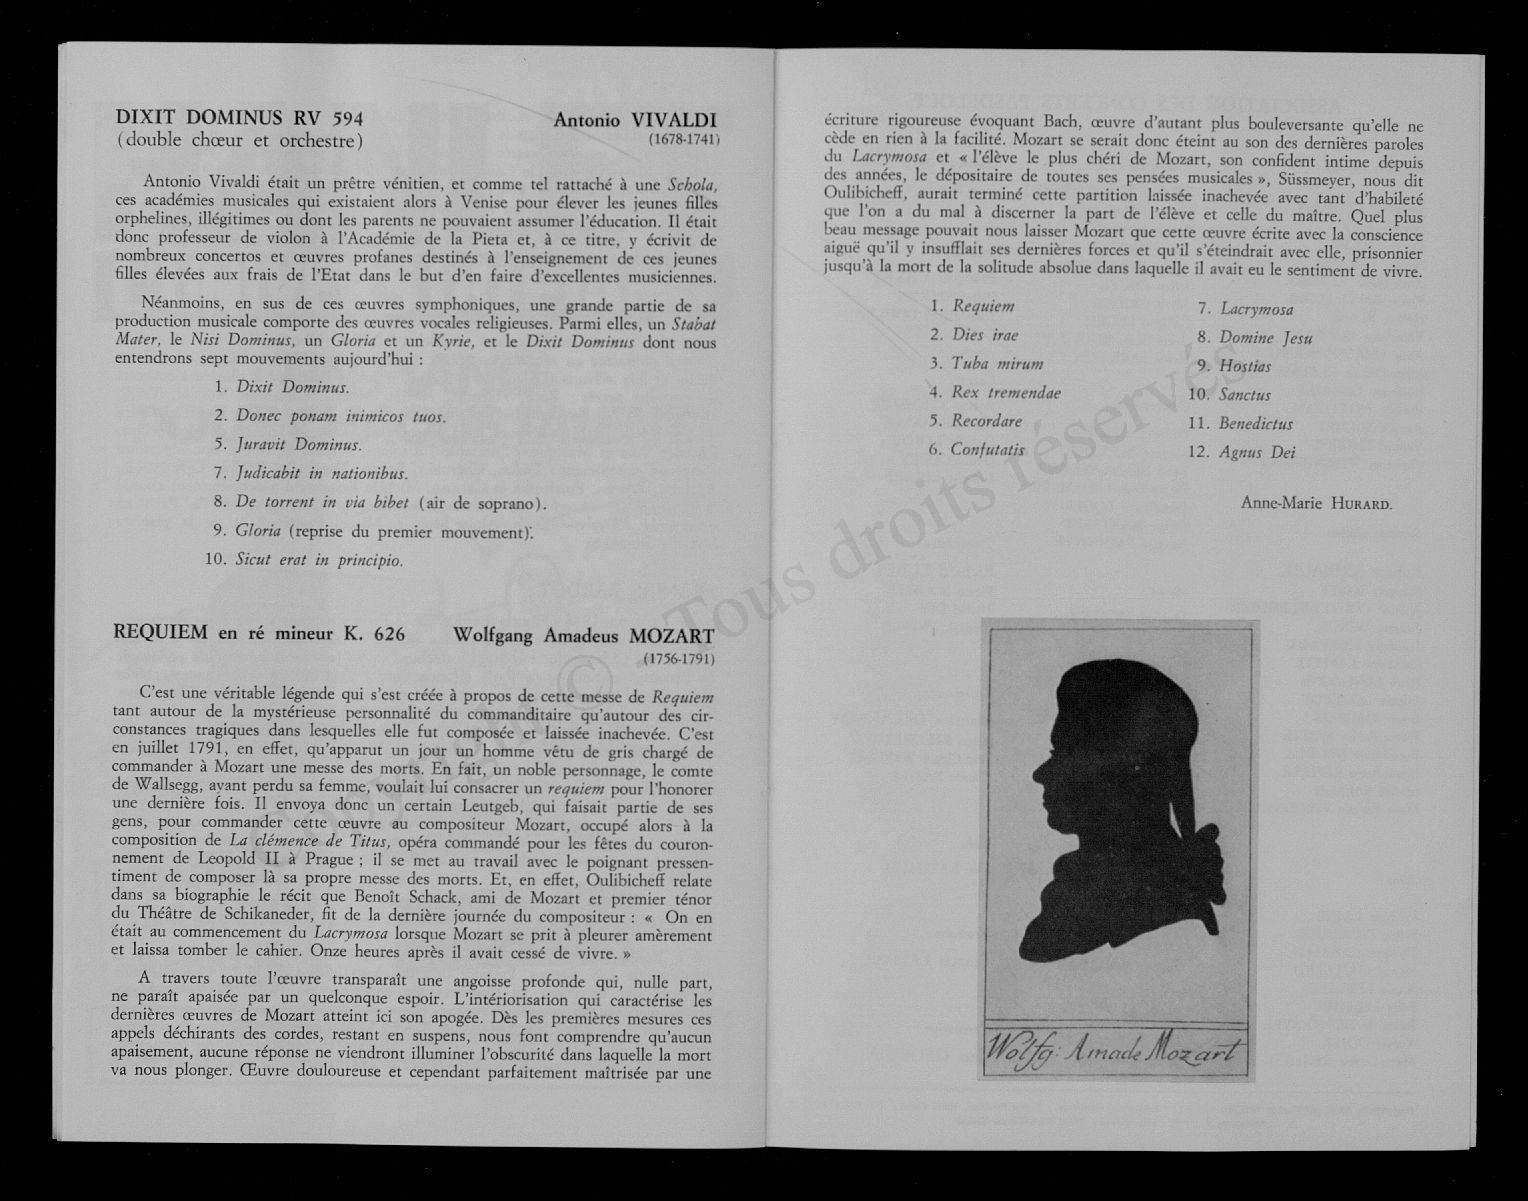 DIXIT DOMINUS RV 594 Antonio VIVALDI
(double chœur et orchestre) (1678-1741)
Antonio Vivaldi était un prêtre vénitien, et comme tel rattaché à une Schola,
ces académies musicales qui existaient alors à Venise pour élever les jeunes filles
orphelines, illégitimes ou dont les parents ne pouvaient assumer l'éducation. Il était
donc professeur de violon à l'Académie de la Pieta et, à ce titre, y écrivit de
nombreux concertos et œuvres profanes destinés à l'enseignement de ces jeunes
filles élevées aux frais de l'Etat dans le but d'en faire d'excellentes musiciennes.
Néanmoins, en sus de ces œuvres symphoniques, une grande partie de sa
production musicale comporte des œuvres vocales religieuses. Parmi elles, un Stabat
Mater, le Nisi Dominus, un Gloria et un Kyrie, et le Dixit Dominus dont nous
entendrons sept mouvements aujourd'hui :
1. Dixit Dominus.
2. Donec ponam inimicos tuos.
5. Juravit Dominus.
7. Judicabit in nationibus.
8. De torrent in via bibet (air de soprano).
9. Gloria (reprise du premier mouvement).
10. Sicut erat in principio.
REQUIEM en ré mineur K. 626 Wolfgang Amadeus MOZART
(1756-1791)
C'est une véritable légende qui s'est créée à propos de cette messe de Requiem
tant autour de la mystérieuse personnalité du commanditaire qu'autour des cir-
constances tragiques dans lesquelles elle fut composée et laissée inachevée. C'est
en juillet 1791, en effet, qu'apparut un jour un homme vêtu de gris chargé de
commander à Mozart une messe des morts. En fait, un noble personnage, le comte
de Wallsegg, ayant perdu sa femme, voulait lui consacrer un requiem pour l'honorer
une dernière fois. Il envoya donc un certain Leutgeb, qui faisait partie de ses
gens, pour commander cette œuvre au compositeur Mozart, occupé alors à la
composition de La clémence de Titus, opéra commandé pour les fêtes du couron-
nement de Leopold II à Prague ; il se met au travail avec le poignant pressen-
timent de composer là sa propre messe des morts. Et, en effet, Oulibicheff relate
dans sa biographie le récit que Benoît Schack, ami de Mozart et premier ténor
du Théâtre de Schikaneder, fit de la dernière journée du compositeur : « On en
était au commencement du Lacrymosa lorsque Mozart se prit à pleurer amèrement
et laissa tomber le cahier. Onze heures après il avait cessé de vivre. »
A travers toute l'œuvre transparaît une angoisse profonde qui, nulle part,
ne paraît apaisée par un quelconque espoir. L'intériorisation qui caractérise les
dernières œuvres de Mozart atteint ici son apogée. Dès les premières mesures ces
appels déchirants des cordes, restant en suspens, nous font comprendre qu'aucun
apaisement, aucune réponse ne viendront illuminer l'obscurité dans laquelle la mort
va nous plonger. Œuvre douloureuse et cependant parfaitement maîtrisée par une
écriture rigoureuse évoquant Bach, œuvre d'autant plus bouleversante qu'elle ne
cède en rien à la facilité. Mozart se serait donc éteint au son des dernières paroles
du Lacrymosa et « l'élève le plus chéri de Mozart, son confident intime depuis
des années, le dépositaire de toutes ses pensées musicales », Süssmeyer, nous dit
Oulibicheff, aurait terminé cette partition laissée inachevée avec tant d'habileté
que l'on a du mal à discerner la part de l'élève et celle du maître. Quel plus
beau message pouvait nous laisser Mozart que cette œuvre écrite avec la conscience
aiguë qu'il y insufflait ses dernières forces et qu'il s'éteindrait avec elle, prisonnier
jusqu'à la mort de la solitude absolue dans laquelle il avait eu le sentiment de vivre.
1. Requiem
2. Dies irae
3. Tuba mirum
4. Rex tremendae
5. Recordare
6. Confutatis
7. Lacrymosa
8. Domine Jesu
9. Hostias
10. Sanctus
11. Benedictus
12. Agnus Dei
Anne-Marie HURARD.
Wolfg: Amade Mozart
© - Tous droits réservés